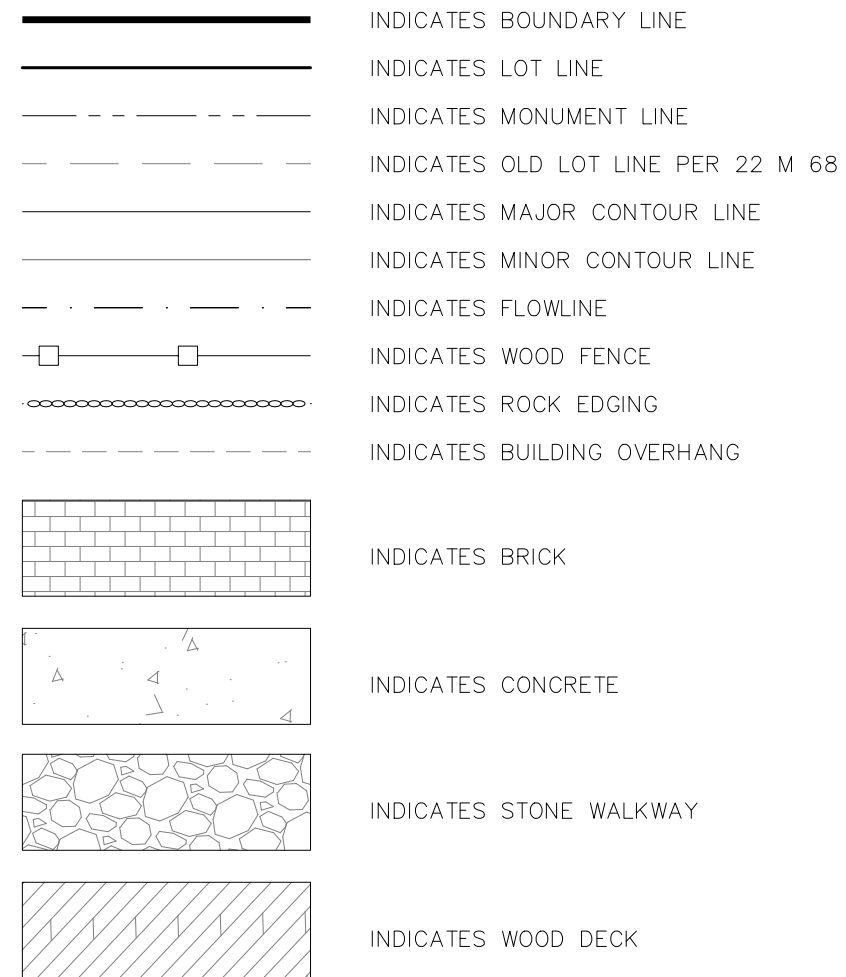 INDICATES BOUNDARY LINE
INDICATES LOT LINE
INDICATES MONUMENT LINE
INDICATES OLD LOT LINE PER 22 M 68
INDICATES MAJOR CONTOUR LINE
INDICATES MINOR CONTOUR LINE
INDICATES FLOWLINE
INDICATES WOOD FENCE
INDICATES ROCK EDGING
INDICATES BUILDING OVERHANG
INDICATES BRICK
INDICATES CONCRETE
INDICATES STONE WALKWAY
INDICATES WOOD DECK